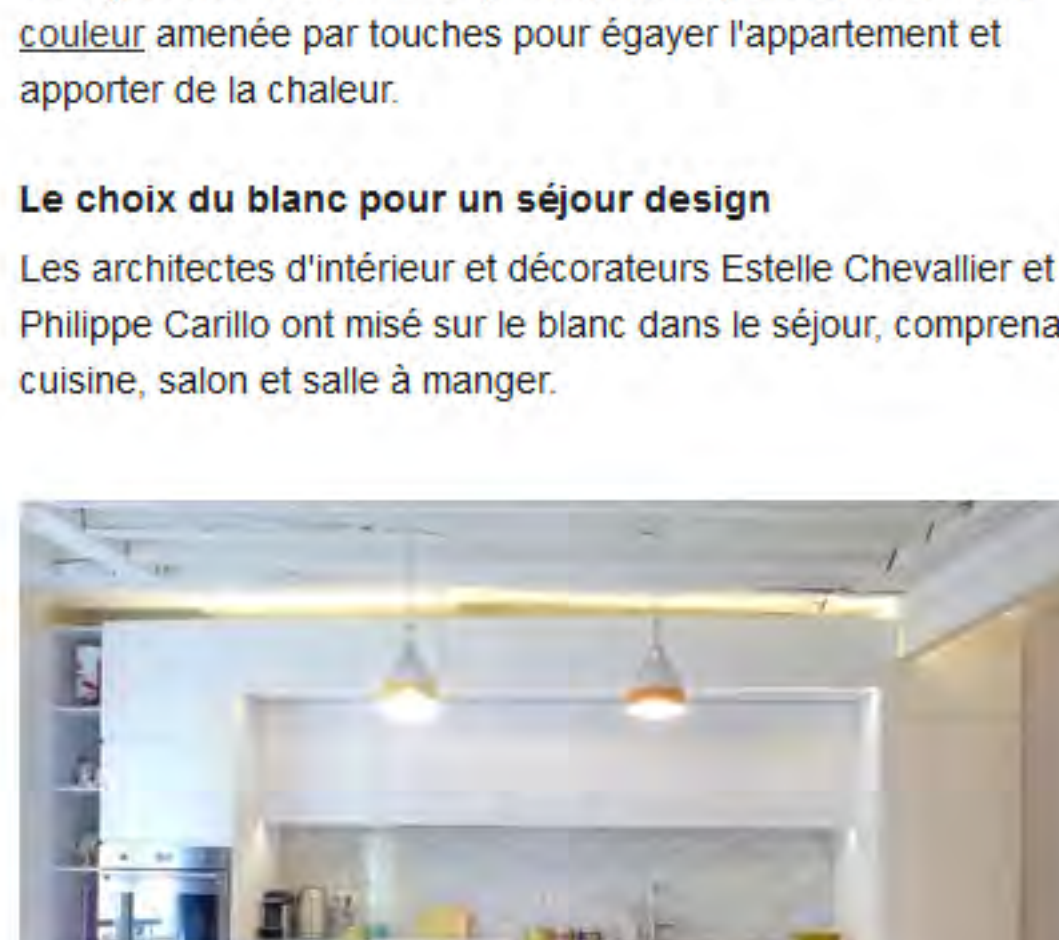 couleur amenée par touches pour égayer l'appartement et
apporter de la chaleur.
Le choix du blanc pour un séjour design
Les architectes d'intérieur et décorateurs Estelle Chevallier et
Philippe Carillo ont misé sur le blanc dans le séjour, comprena
cuisine, salon et salle à manger.